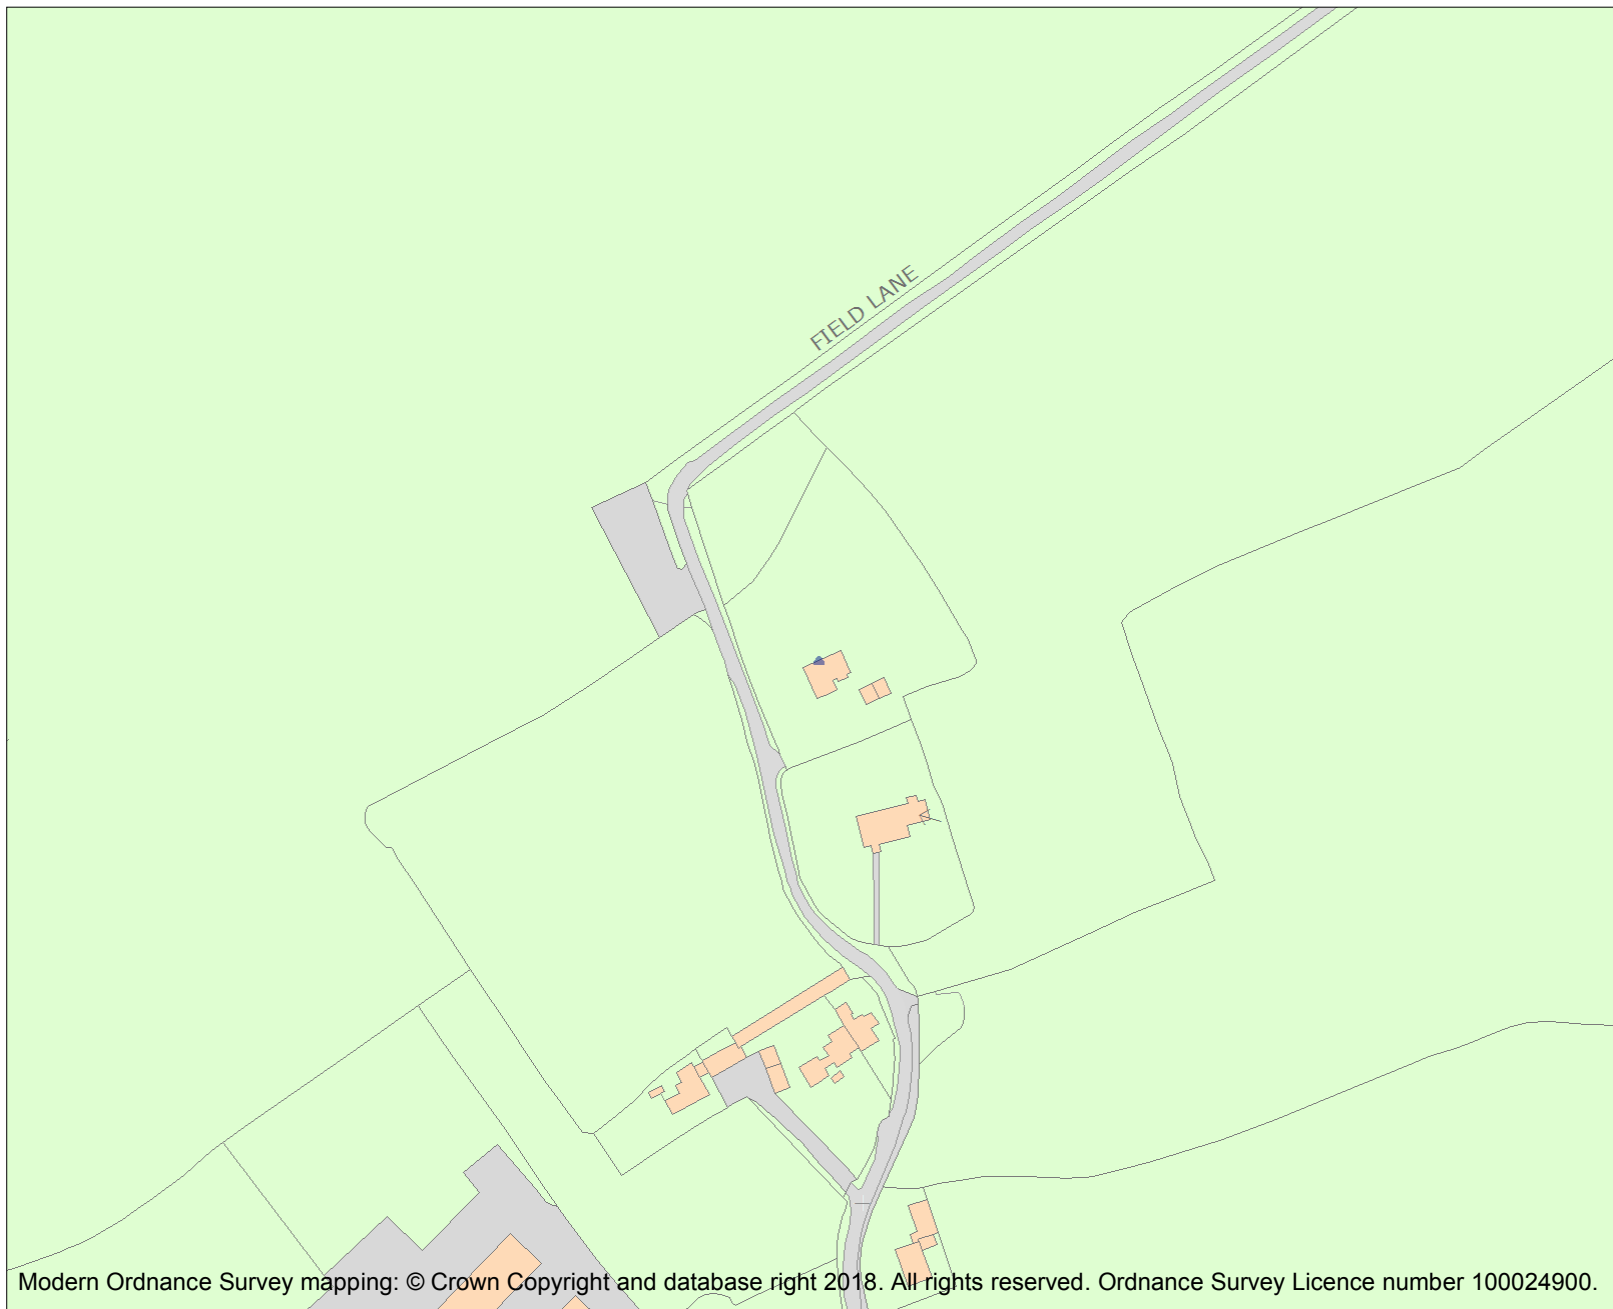 FIELD LANE
Modern Ordnance Survey mapping: © Crown Copyright and database right 2018. All rights reserved. Ordnance Survey Licence number 100024900.